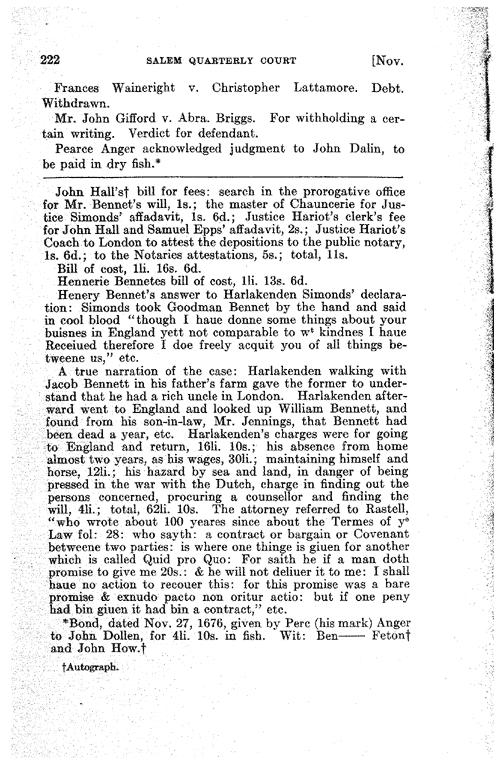 222 SALEM QUARTERLY COURT [Nov.
Frances Waineright v. Christopher Lattamore. Debt.
Withdrawn.
Mr. John Gifford v. Abra. Briggs. For withholding a cer-
tain writing. Verdict for defendant.
Pearce Anger acknowledged judgment to John Dalin, to
be paid in dry fish.*
John Hall's† bill for fees: search in the prorogative office
for Mr. Bennet's will, 1s.; the master of Chauncerie for Jus-
tice Simonds' affadavit, 1s. 6d.; Justice Hariot's clerk's fee
for John Hall and Samuel Epps' affadavit, 2s.; Justice Hariot's
Coach to London to attest the depositions to the public notary,
1s. 6d.; to the Notaries attestations, 5s.; total, 11s.
Bill of cost, 1li. 16s. 6d.
Hennerie Bennetes bill of cost, 1li. 13s. 6d.
Henery Bennet's answer to Harlakenden Simonds' declara-
tion: Simonds took Goodman Bennet by the hand and said
in cool blood "though I haue donne some things about your
buisnes in England yett not comparable to wᵗ kindnes I haue
Receiued therefore I doe freely acquit you of all things be-
tweene us," etc.
A true narration of the case: Harlakenden walking with
Jacob Bennett in his father's farm gave the former to under-
stand that he had a rich uncle in London. Harlakenden after-
ward went to England and looked up William Bennett, and
found from his son-in-law, Mr. Jennings, that Bennett had
been dead a year, etc. Harlakenden's charges were for going
to England and return, 16li. 10s.; his absence from home
almost two years, as his wages, 30li.; maintaining himself and
horse, 12li.; his hazard by sea and land, in danger of being
pressed in the war with the Dutch, charge in finding out the
persons concerned, procuring a counsellor and finding the
will, 4li.; total, 62li. 10s. The attorney referred to Rastell,
"who wrote about 100 yeares since about the Termes of yᵉ
Law fol: 28: who sayth: a contract or bargain or Covenant
betweene two parties: is where one thinge is giuen for another
which is called Quid pro Quo: For saith he if a man doth
promise to give me 20s.: & he will not deliuer it to me: I shall
haue no action to recouer this: for this promise was a bare
promise & exnudo pacto non oritur actio: but if one peny
had bin giuen it had bin a contract," etc.
*Bond, dated Nov. 27, 1676, given by Perc (his mark) Anger
to John Dollen, for 4li. 10s. in fish. Wit: Ben—— Feton†
and John How.†
†Autograph.